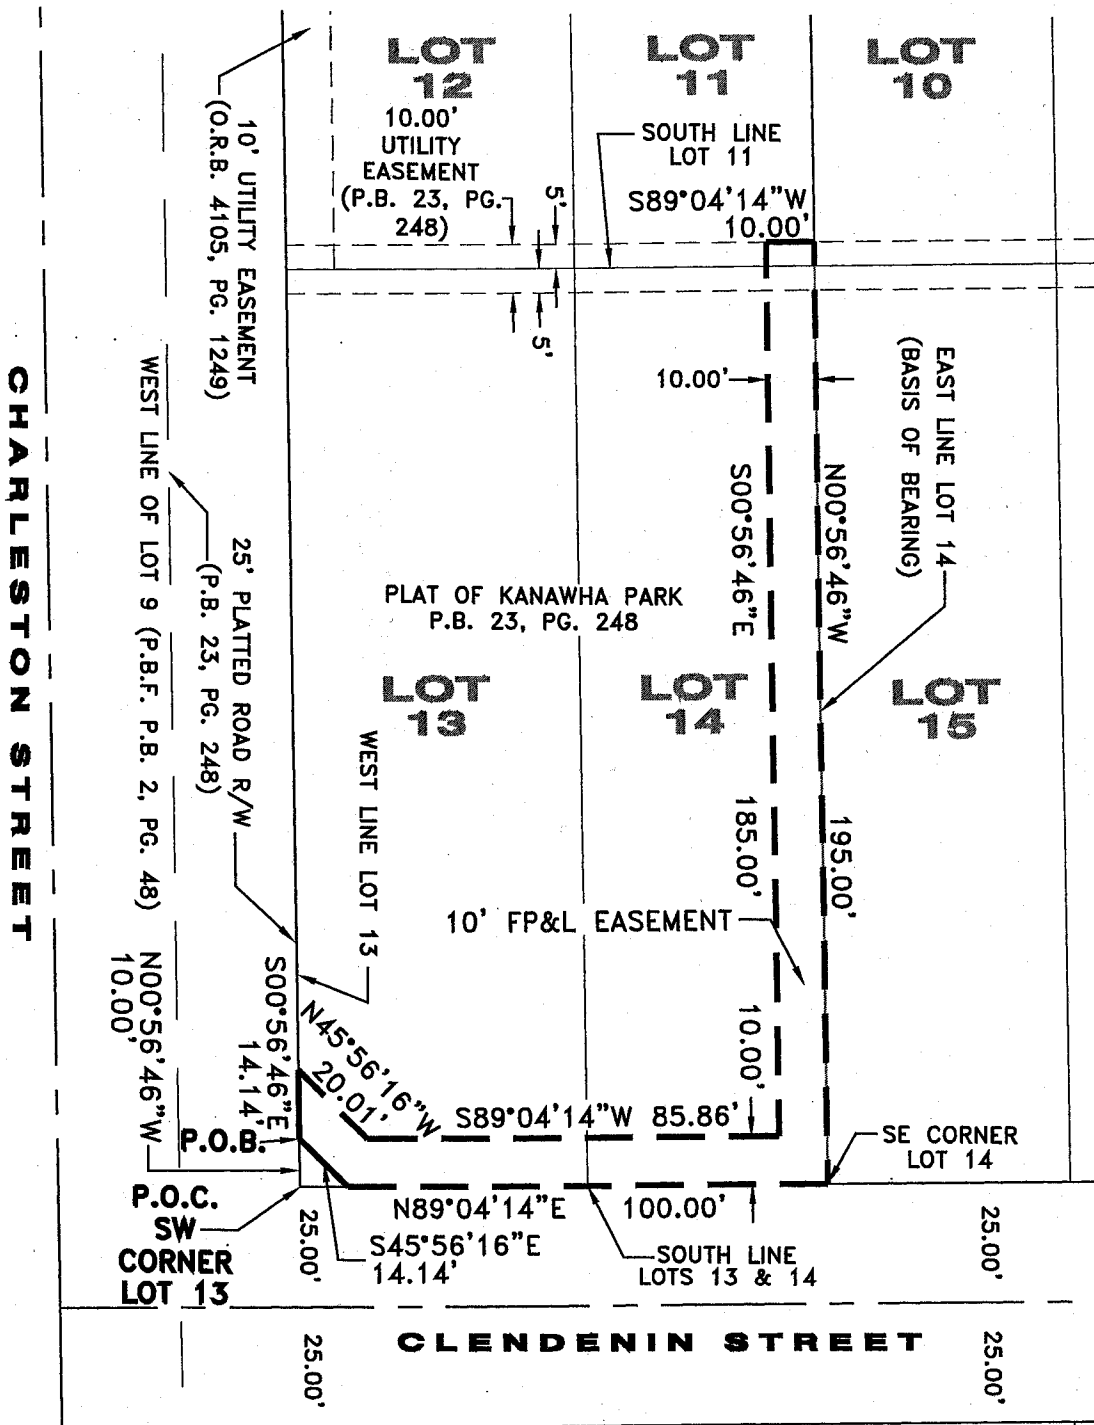 LOT
12
LOT
11
LOT
10
10.00'
UTILITY
EASEMENT
(P.B. 23, PG.
248)
SOUTH LINE
LOT 11
S89°04'14"W
10.00'
5'
5'
10' UTILITY EASEMENT
(O.R.B. 4105, PG. 1249)
CHARLESTON STREET
WEST LINE OF LOT 9 (P.B.F. P.B. 2, PG. 48)
25' PLATTED ROAD R/W
(P.B. 23, PG. 248)
10.00'
EAST LINE LOT 14
(BASIS OF BEARING)
S00°56'46"E
N00°56'46"W
PLAT OF KANAWHA PARK
P.B. 23, PG. 248
LOT
13
LOT
14
LOT
15
WEST LINE LOT 13
185.00'
195.00'
10' FP&L EASEMENT
N00°56'46"W
10.00'
S00°56'46"E
14.14'
N45°56'16"W
20.01'
10.00'
S89°04'14"W 85.86'
P.O.B.
SE CORNER
LOT 14
P.O.C.
SW
CORNER
LOT 13
N89°04'14"E 100.00'
S45°56'16"E
14.14'
SOUTH LINE
LOTS 13 & 14
25.00'
25.00'
CLENDENIN STREET
25.00'
25.00'